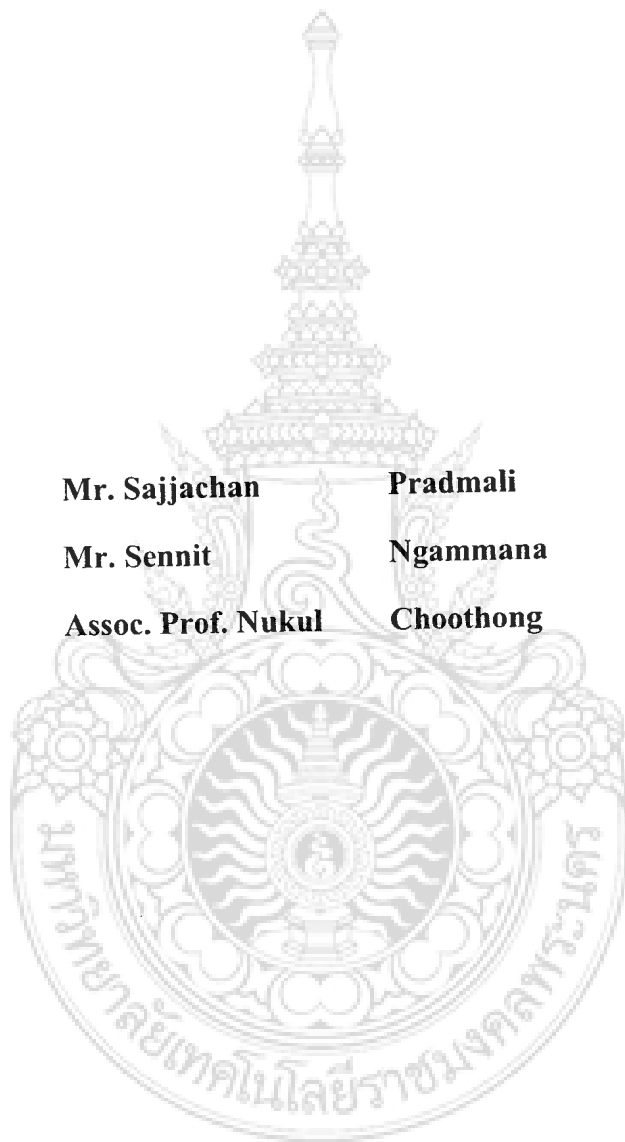 Mr. Sajjachan Pradmali
Mr. Sennit Ngammana
Assoc. Prof. Nukul Choothong
มหาวิทยาลัยเทคโนโลยีราชมงคลพระนคร